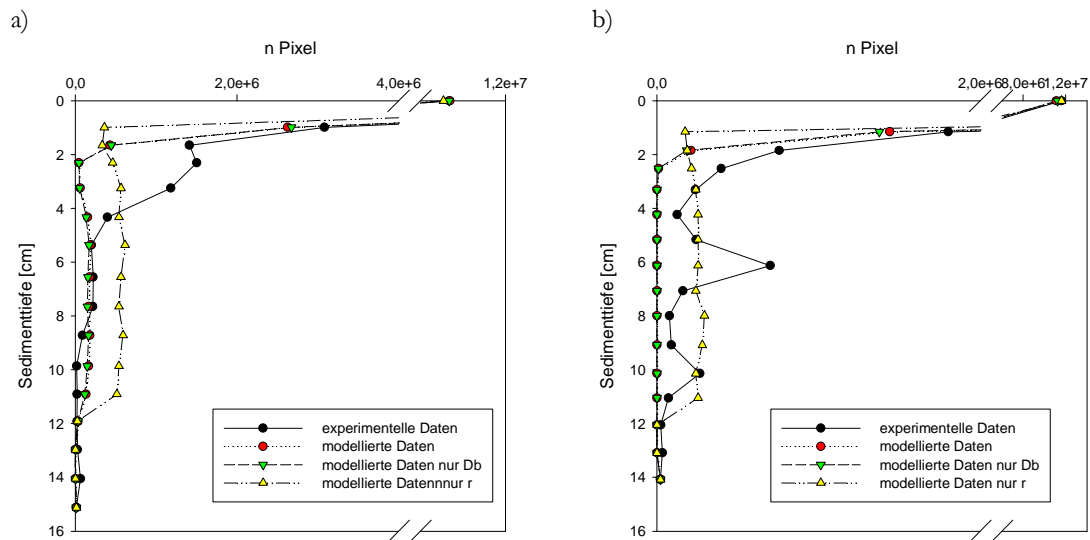 a)
n Pixel
0,0 2,0e+6 4,0e+6 1,2e+7
0
2
4
6
8
10
12
14
16
Sedimenttiefe [cm]
experimentelle Daten
modellierte Daten
modellierte Daten nur Db
modellierte Datennnur r
b)
n Pixel
0,0 2,0e+6 8,0e+6 1,2e+7
0
2
4
6
8
10
12
14
16
Sedimenttiefe [cm]
experimentelle Daten
modellierte Daten
modellierte Daten nur Db
modellierte Daten nur r